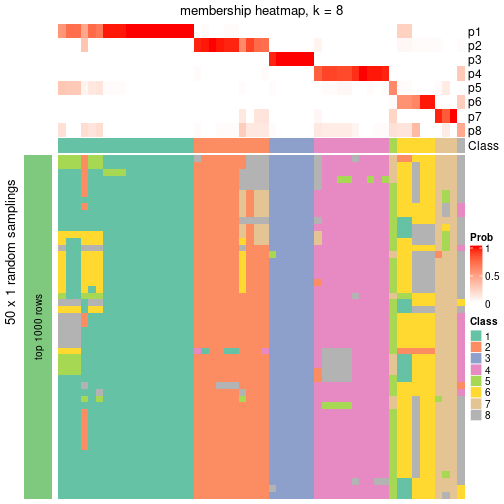 membership heatmap, k = 8
p1
p2
p3
p4
p5
p6
p7
p8
Class
50 x 1 random samplings
top 1000 rows
Prob
1
0.5
0
Class
1
2
3
4
5
6
7
8